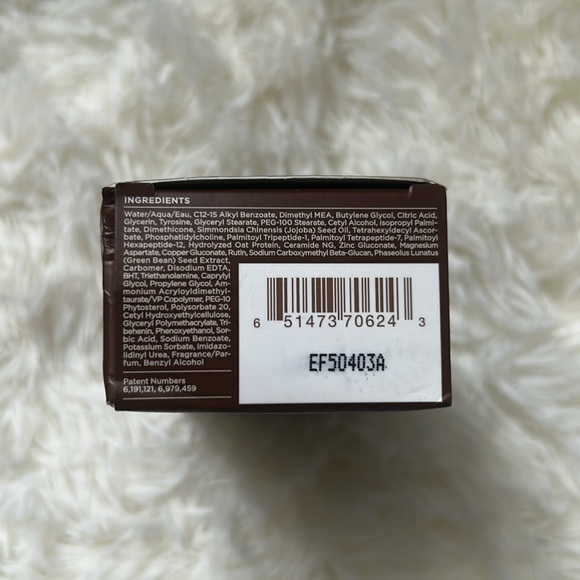 INGREDIENTS
Water/Aqua/Eau, C12-15 Alkyl Benzoate, Dimethyl MEA, Butylene Glycol, Citric Acid,
Glycerin, Tyrosine, Glyceryl Stearate, PEG-100 Stearate, Cetyl Alcohol, Isopropyl Palmi-
tate, Dimethicone, Simmondsia Chinensis (Jojoba) Seed Oil, Tetrahexyldecyl Ascor-
bate, Phosphatidylcholine, Palmitoyl Tripeptide-1, Palmitoyl Tetrapeptide-7, Palmitoyl
Hexapeptide-12, Hydrolyzed Oat Protein, Ceramide NG, Zinc Gluconate, Magnesium
Aspartate, Copper Gluconate, Rutin, Sodium Carboxymethyl Beta-Glucan, Phaseolus Lunatus
(Green Bean) Seed Extract,
Carbomer, Disodium EDTA,
BHT, Triethanolamine, Caprylyl
Glycol, Propylene Glycol, Am-
monium Acryloyldimethyl-
taurate/VP Copolymer, PEG-10
Phytosterol, Polysorbate 20,
Cetyl Hydroxyethylcellulose,
Glyceryl Polymethacrylate, Tri-
behenin, Phenoxyethanol, Sor-
bic Acid, Sodium Benzoate,
Potassium Sorbate, Imidazo-
lidinyl Urea, Fragrance/Par-
fum, Benzyl Alcohol
Patent Numbers
6,191,121, 6,979,459
6 51473 70624 3
EF50403A